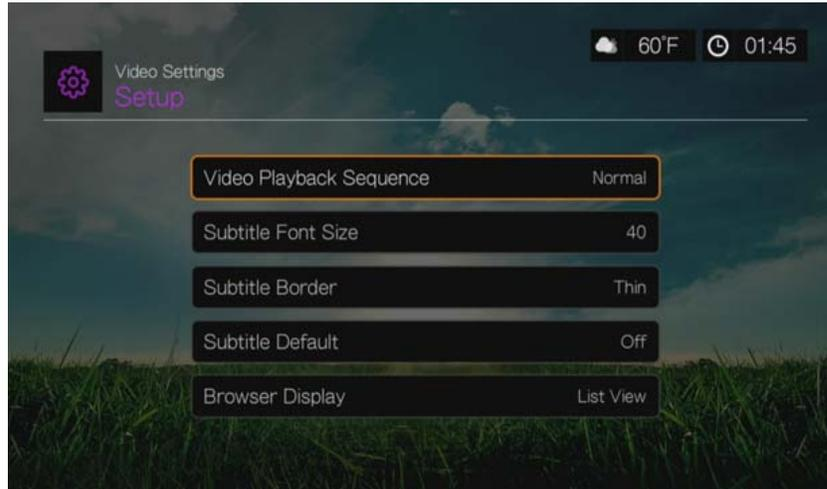 60°F 01:45
Video Settings
Setup
Video Playback Sequence Normal
Subtitle Font Size 40
Subtitle Border Thin
Subtitle Default Off
Browser Display List View